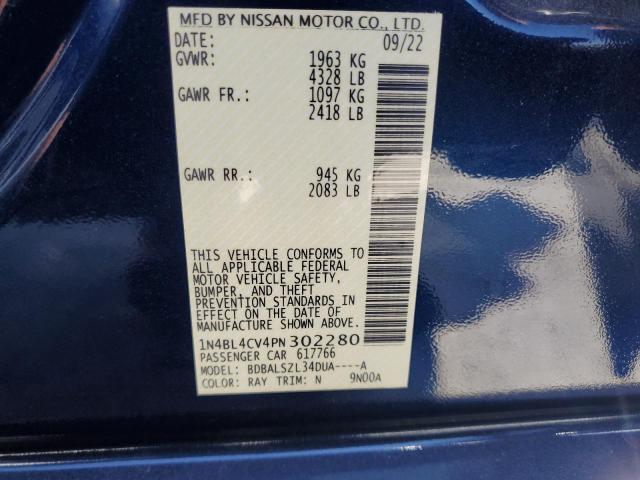 MFD BY NISSAN MOTOR CO., LTD.
DATE: 09/22
GVWR: 1963 KG
4328 LB
GAWR FR.: 1097 KG
2418 LB
GAWR RR.: 945 KG
2083 LB
THIS VEHICLE CONFORMS TO
ALL APPLICABLE FEDERAL
MOTOR VEHICLE SAFETY,
BUMPER, AND THEFT
PREVENTION STANDARDS IN
EFFECT ON THE DATE OF
MANUFACTURE SHOWN ABOVE.
1N4BL4CV4PN302280
PASSENGER CAR 617766
MODEL: BDBALSZL34DUA----A
COLOR: RAY TRIM: N 9N00A